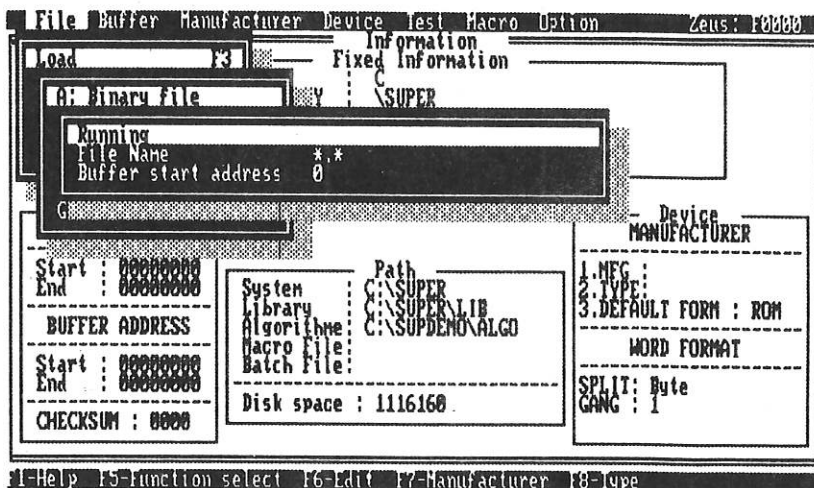 File Buffer Manufacturer Device Test Macro Option Zeus: F0000
Information
Load F3 Fixed Information
C
A: Binary file Y : \SUPER
Running
File Name *.*
Buffer start address 0
G
Device
MANUFACTURER
1.MFG :
2.TYPE:
3.DEFAULT FORM : ROM
WORD FORMAT
SPLIT: Byte
GANG : 1
Start : 00000000
End : 00000000
BUFFER ADDRESS
Start : 00000000
End : 00000000
CHECKSUM : 0000
Path
System : C:\SUPER
Library : C:\SUPER\LIB
Algorithme: C:\SUPDEMO\ALGO
Macro File:
Batch File:
Disk space : 1116160
F1-Help F5-Function select F6-Edit F7-Manufacturer F8-Type